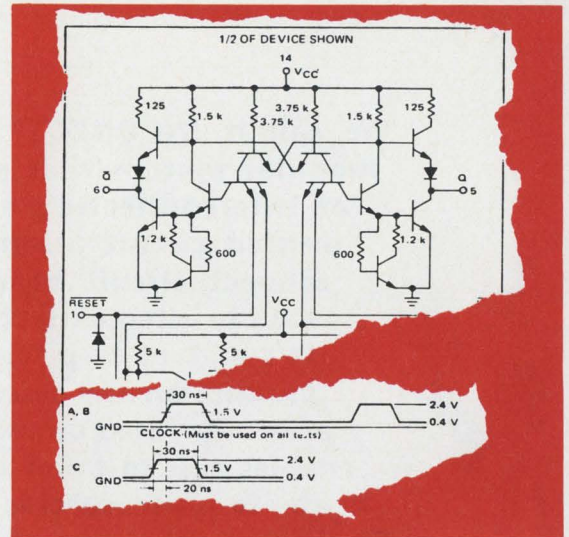 1/2 OF DEVICE SHOWN
14
VCC
125
1.5 k
3.75 k
3.75 k
1.5 k
125
Q̄
6
Q
5
1.2 k
600
600
1.2 k
RESET
1
VCC
5 k
5 k
30 ns
A, B
1.5 V
2.4 V
GND
0.4 V
CLOCK (Must be used on all tests)
30 ns
C
1.5 V
2.4 V
GND
0.4 V
20 ns